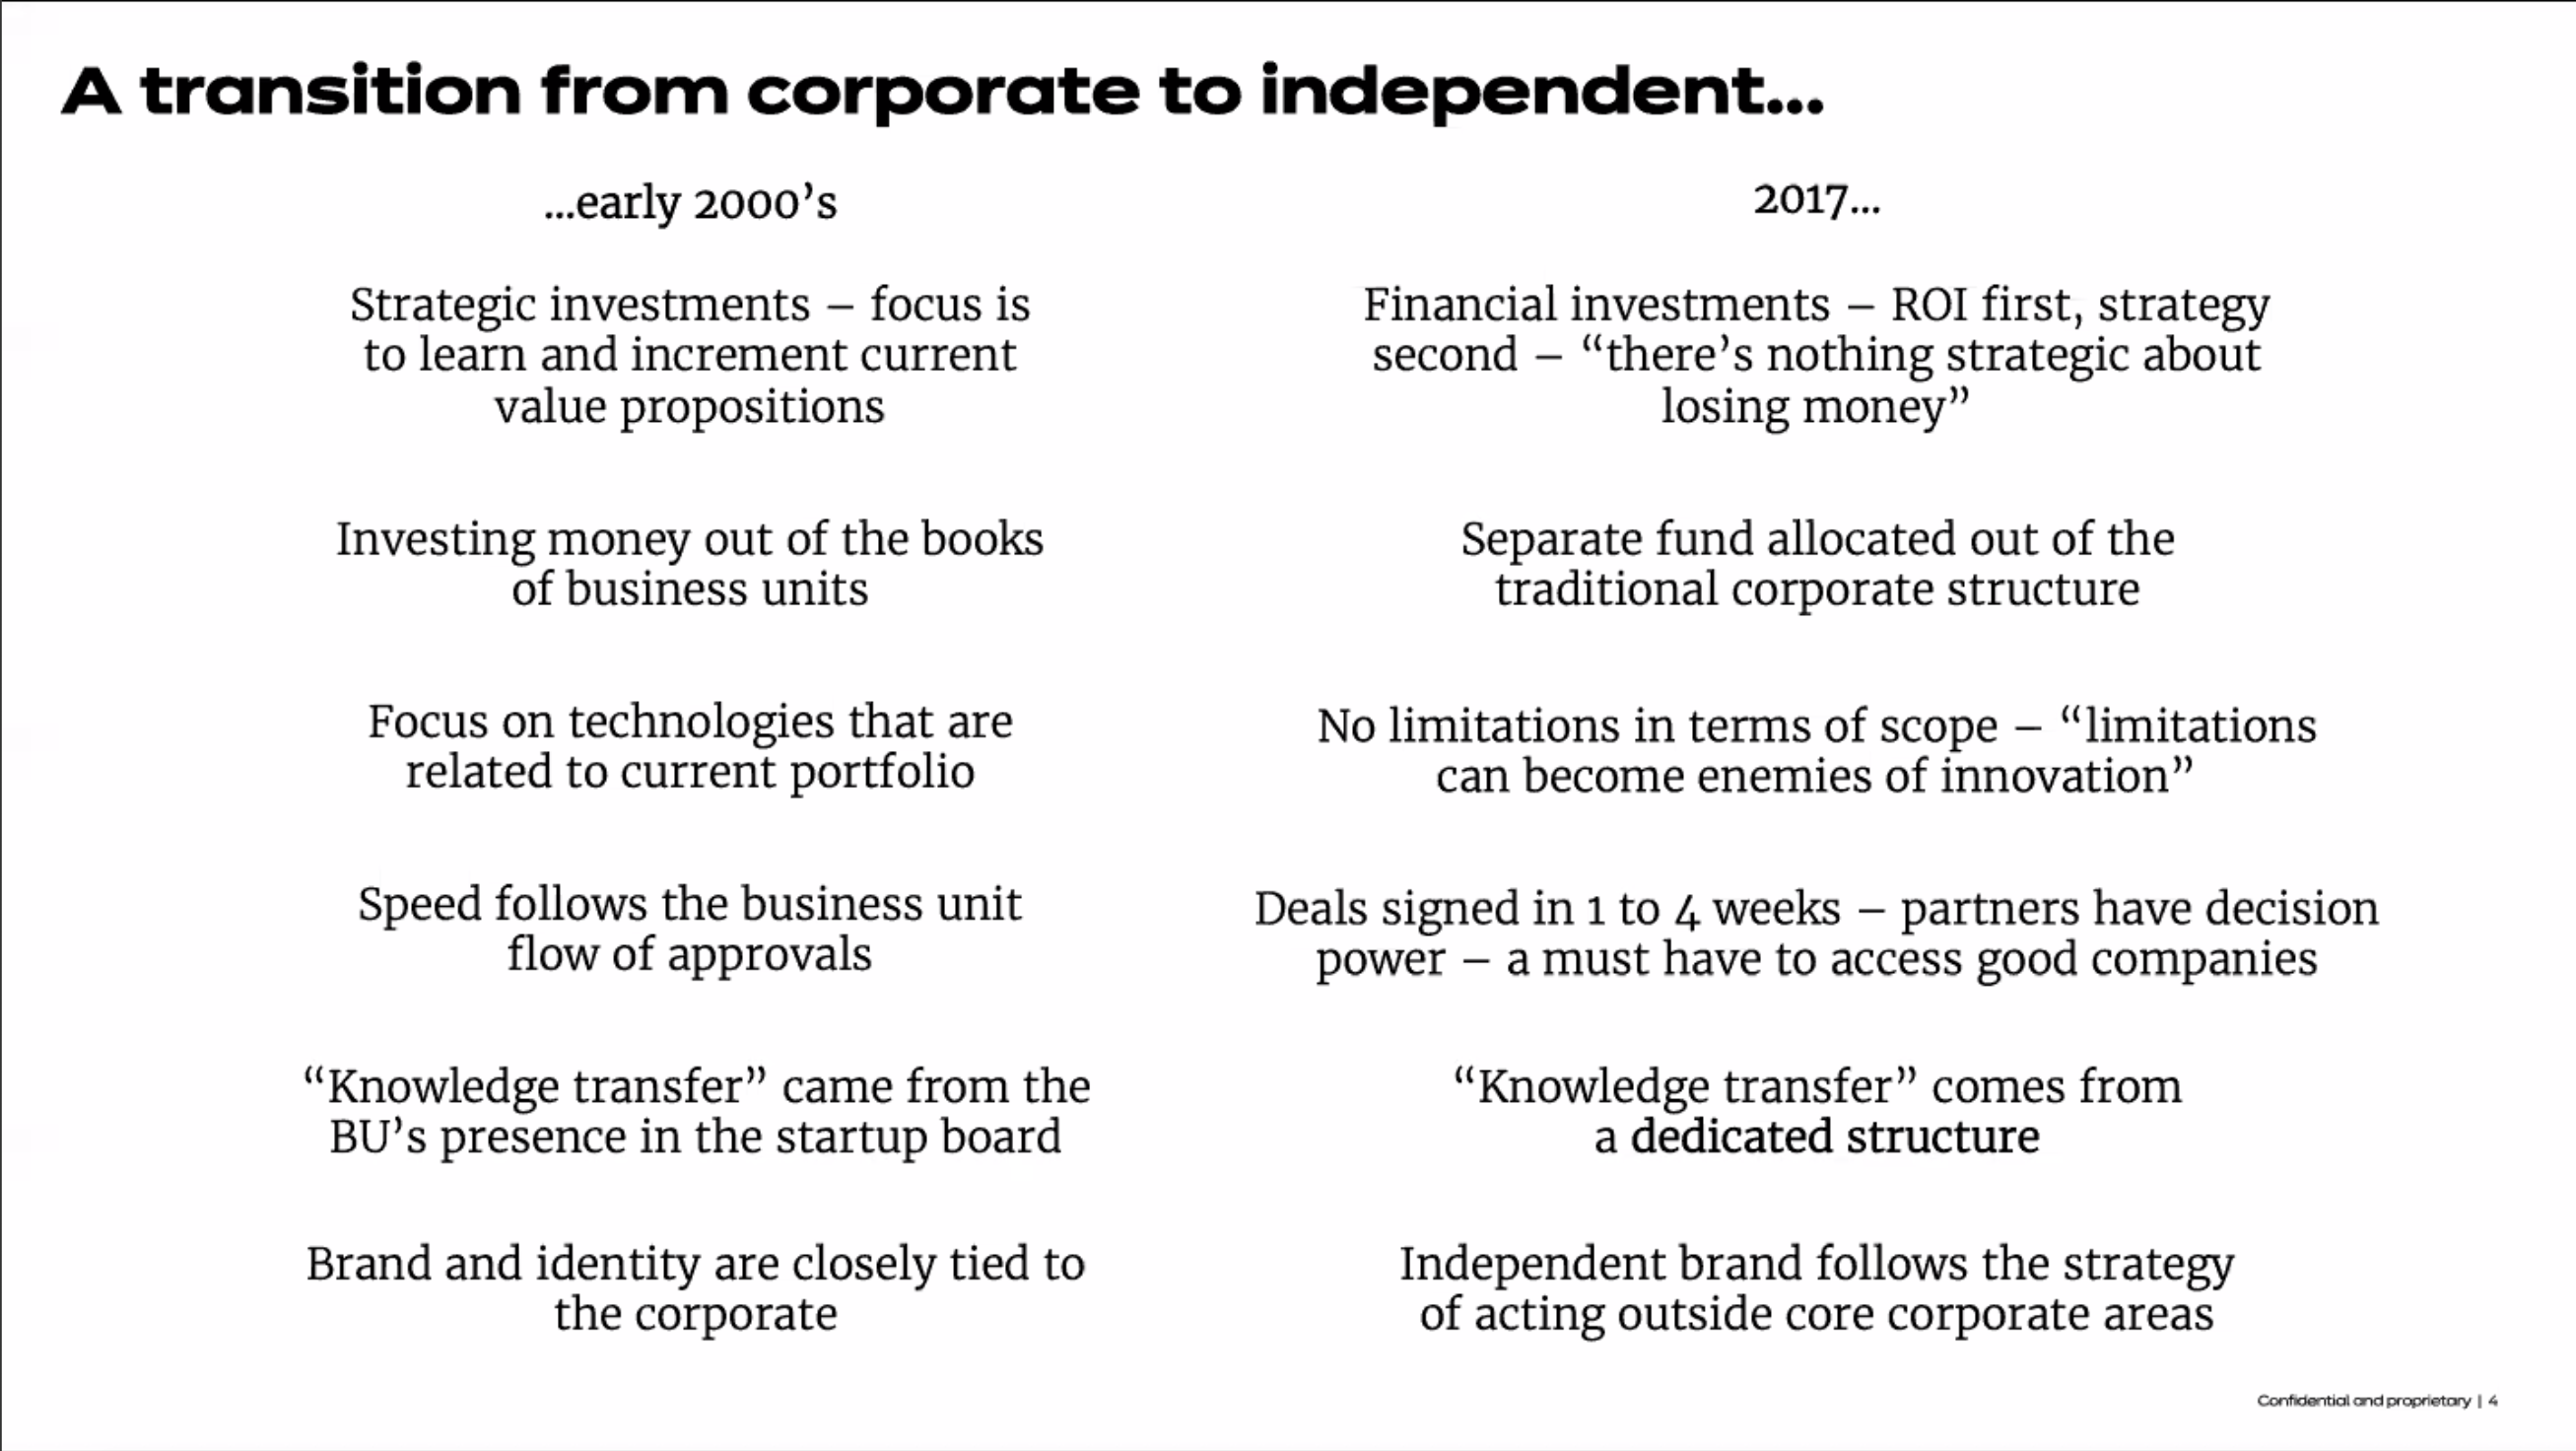 A transition from corporate to independent...
...early 2000’s
Strategic investments – focus is
to learn and increment current
value propositions
Investing money out of the books
of business units
Focus on technologies that are
related to current portfolio
Speed follows the business unit
flow of approvals
“Knowledge transfer” came from the
BU’s presence in the startup board
Brand and identity are closely tied to
the corporate
2017...
Financial investments – ROI first, strategy
second – “there’s nothing strategic about
losing money”
Separate fund allocated out of the
traditional corporate structure
No limitations in terms of scope – “limitations
can become enemies of innovation”
Deals signed in 1 to 4 weeks – partners have decision
power – a must have to access good companies
“Knowledge transfer” comes from
a dedicated structure
Independent brand follows the strategy
of acting outside core corporate areas
Confidential and proprietary | 4